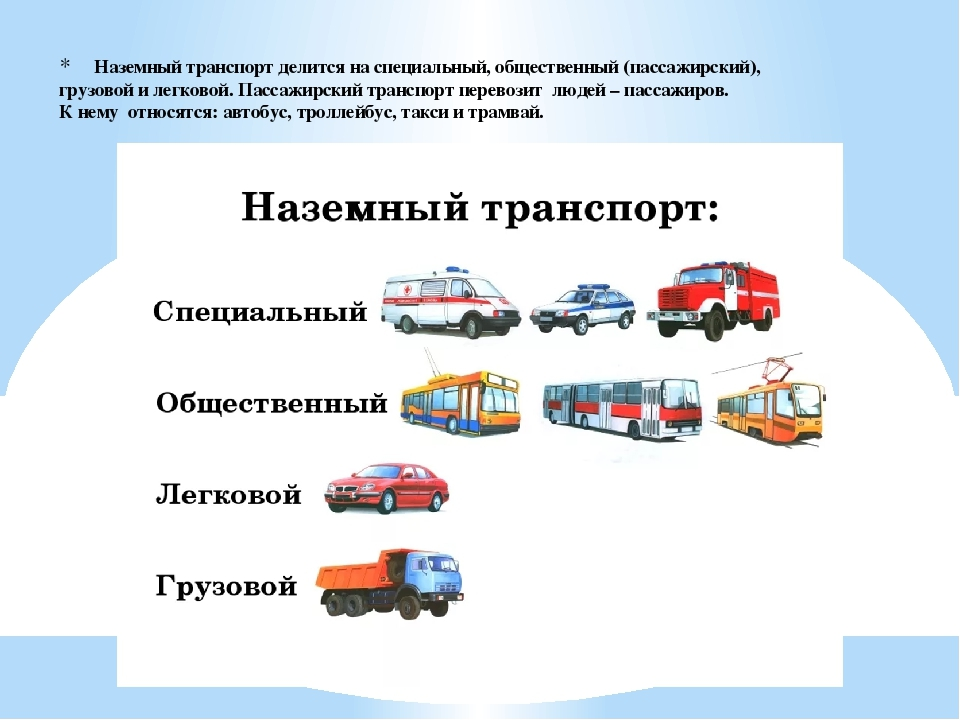 * Наземный транспорт делится на специальный, общественный (пассажирский),
грузовой и легковой. Пассажирский транспорт перевозит людей – пассажиров.
К нему относятся: автобус, троллейбус, такси и трамвай.
Наземный транспорт:
Специальный
Общественный
Легковой
Грузовой